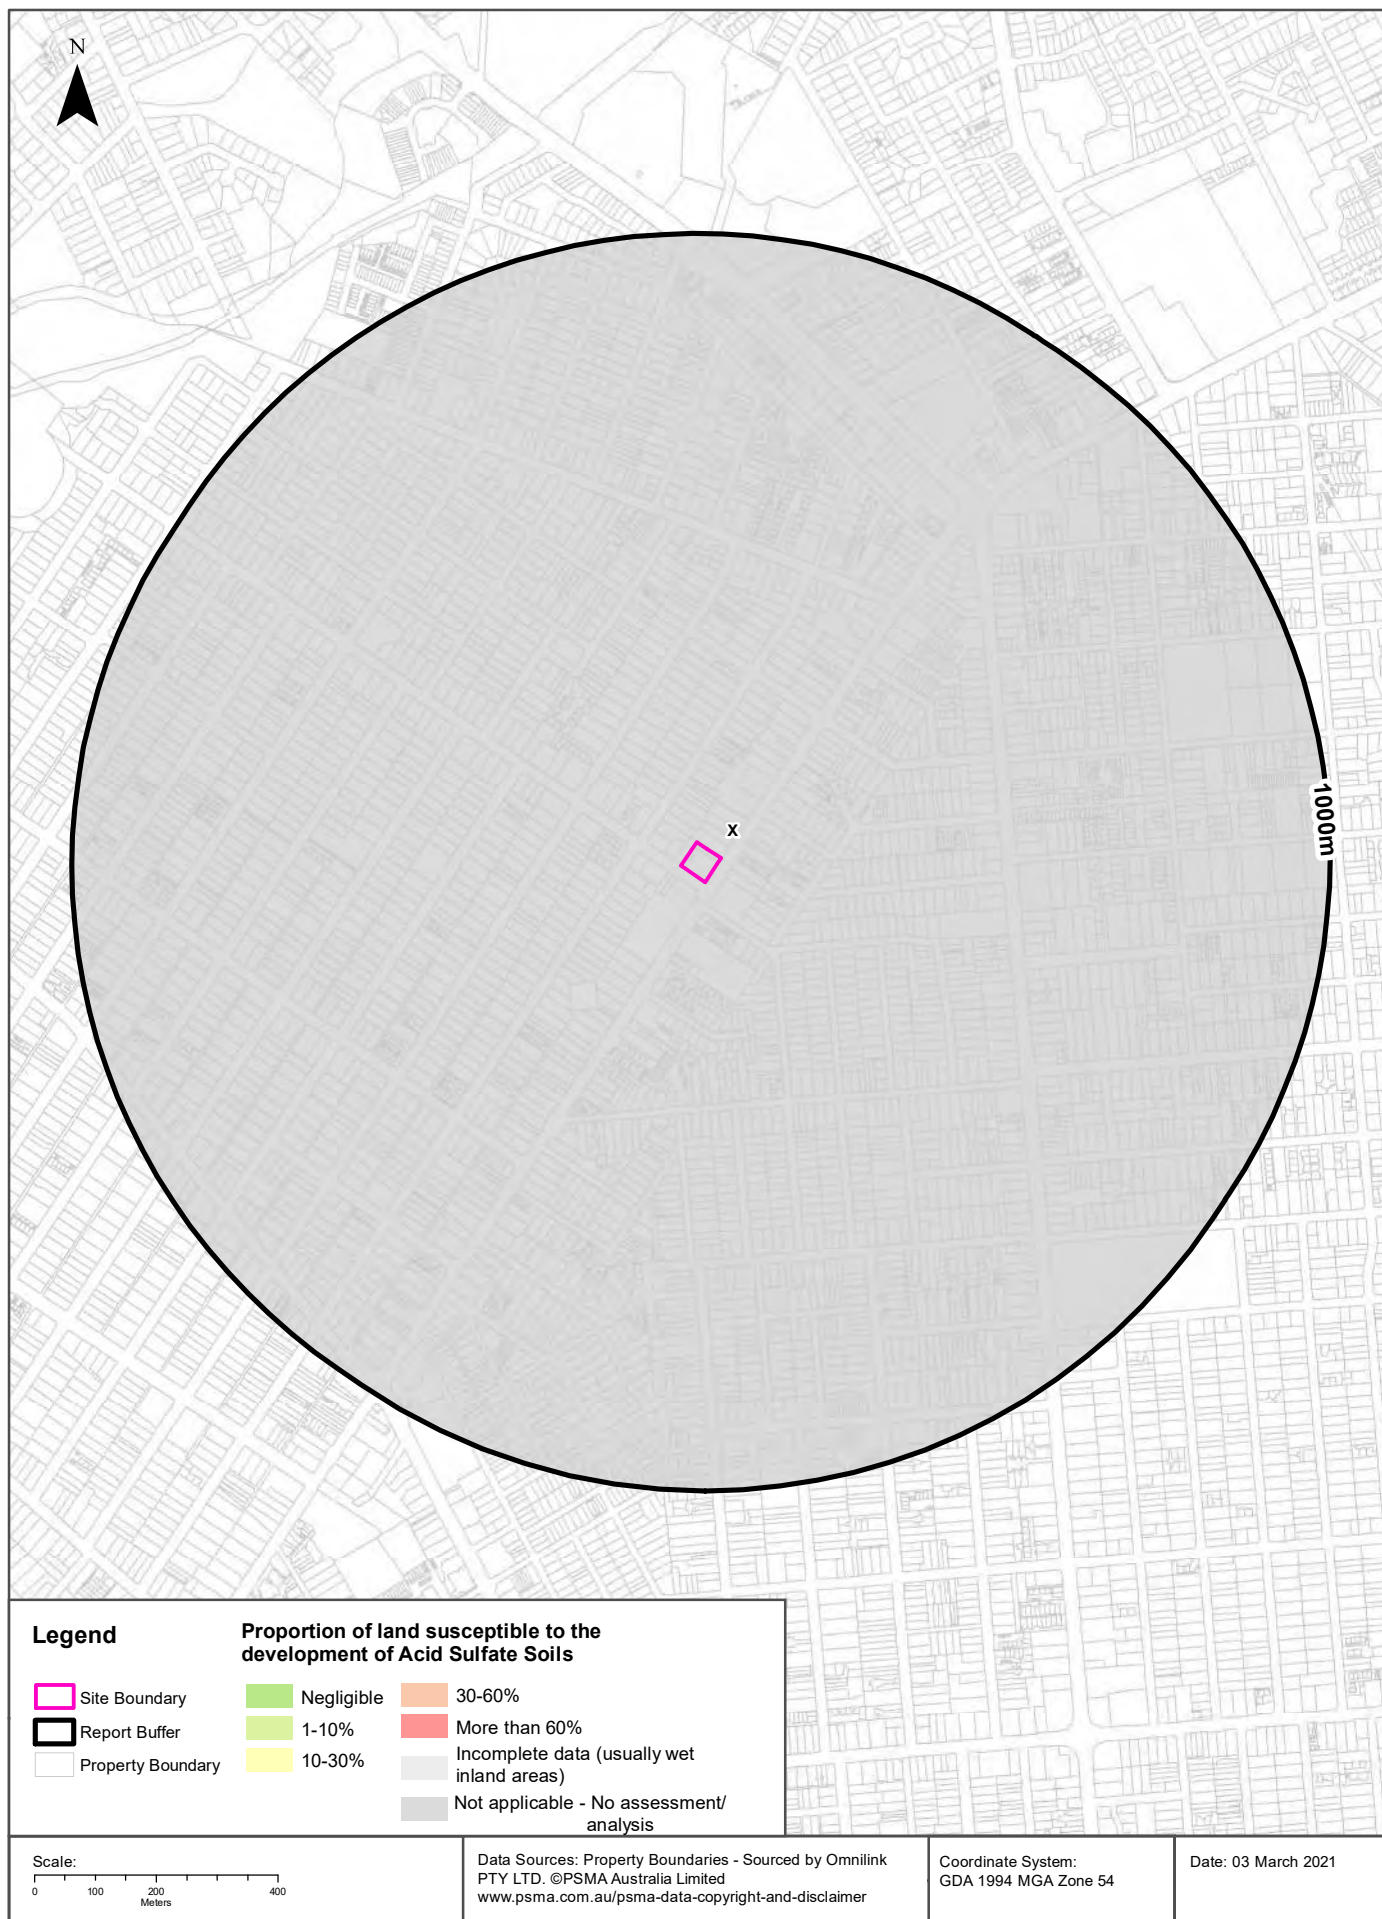 N
X
1000m
Legend
Proportion of land susceptible to the
development of Acid Sulfate Soils
Site Boundary
Report Buffer
Property Boundary
Negligible
1-10%
10-30%
30-60%
More than 60%
Incomplete data (usually wet
inland areas)
Not applicable - No assessment/
analysis
Scale:
0 100 200 400
Meters
Data Sources: Property Boundaries - Sourced by Omnilink
PTY LTD. ©PSMA Australia Limited
www.psma.com.au/psma-data-copyright-and-disclaimer
Coordinate System:
GDA 1994 MGA Zone 54
Date: 03 March 2021